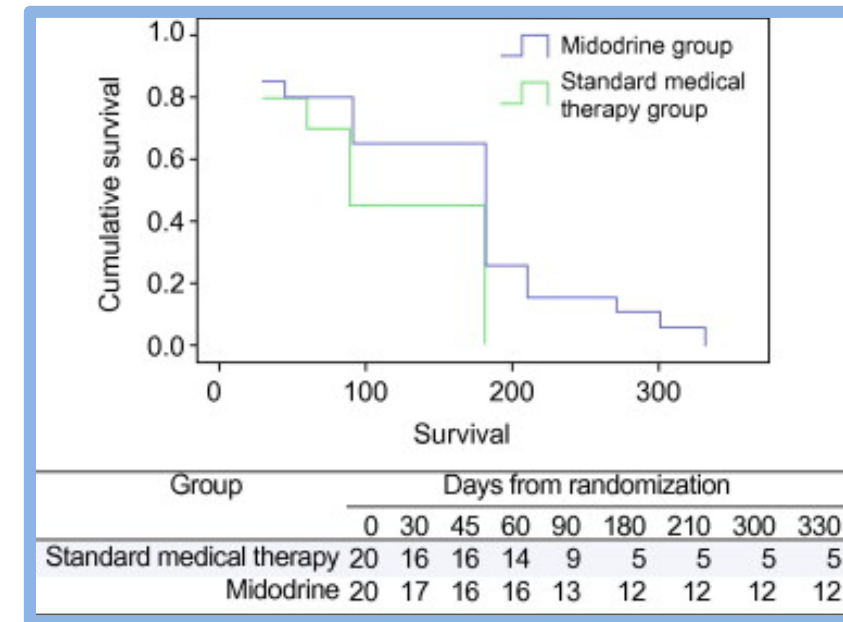 1.0
0.8
0.6
0.4
0.2
0.0
Cumulative survival
Midodrine group
Standard medical
therapy group
0 100 200 300
Survival
Group Days from randomization
0 30 45 60 90 180 210 300 330
Standard medical therapy 20 16 16 14 9 5 5 5 5
Midodrine 20 17 16 16 13 12 12 12 12